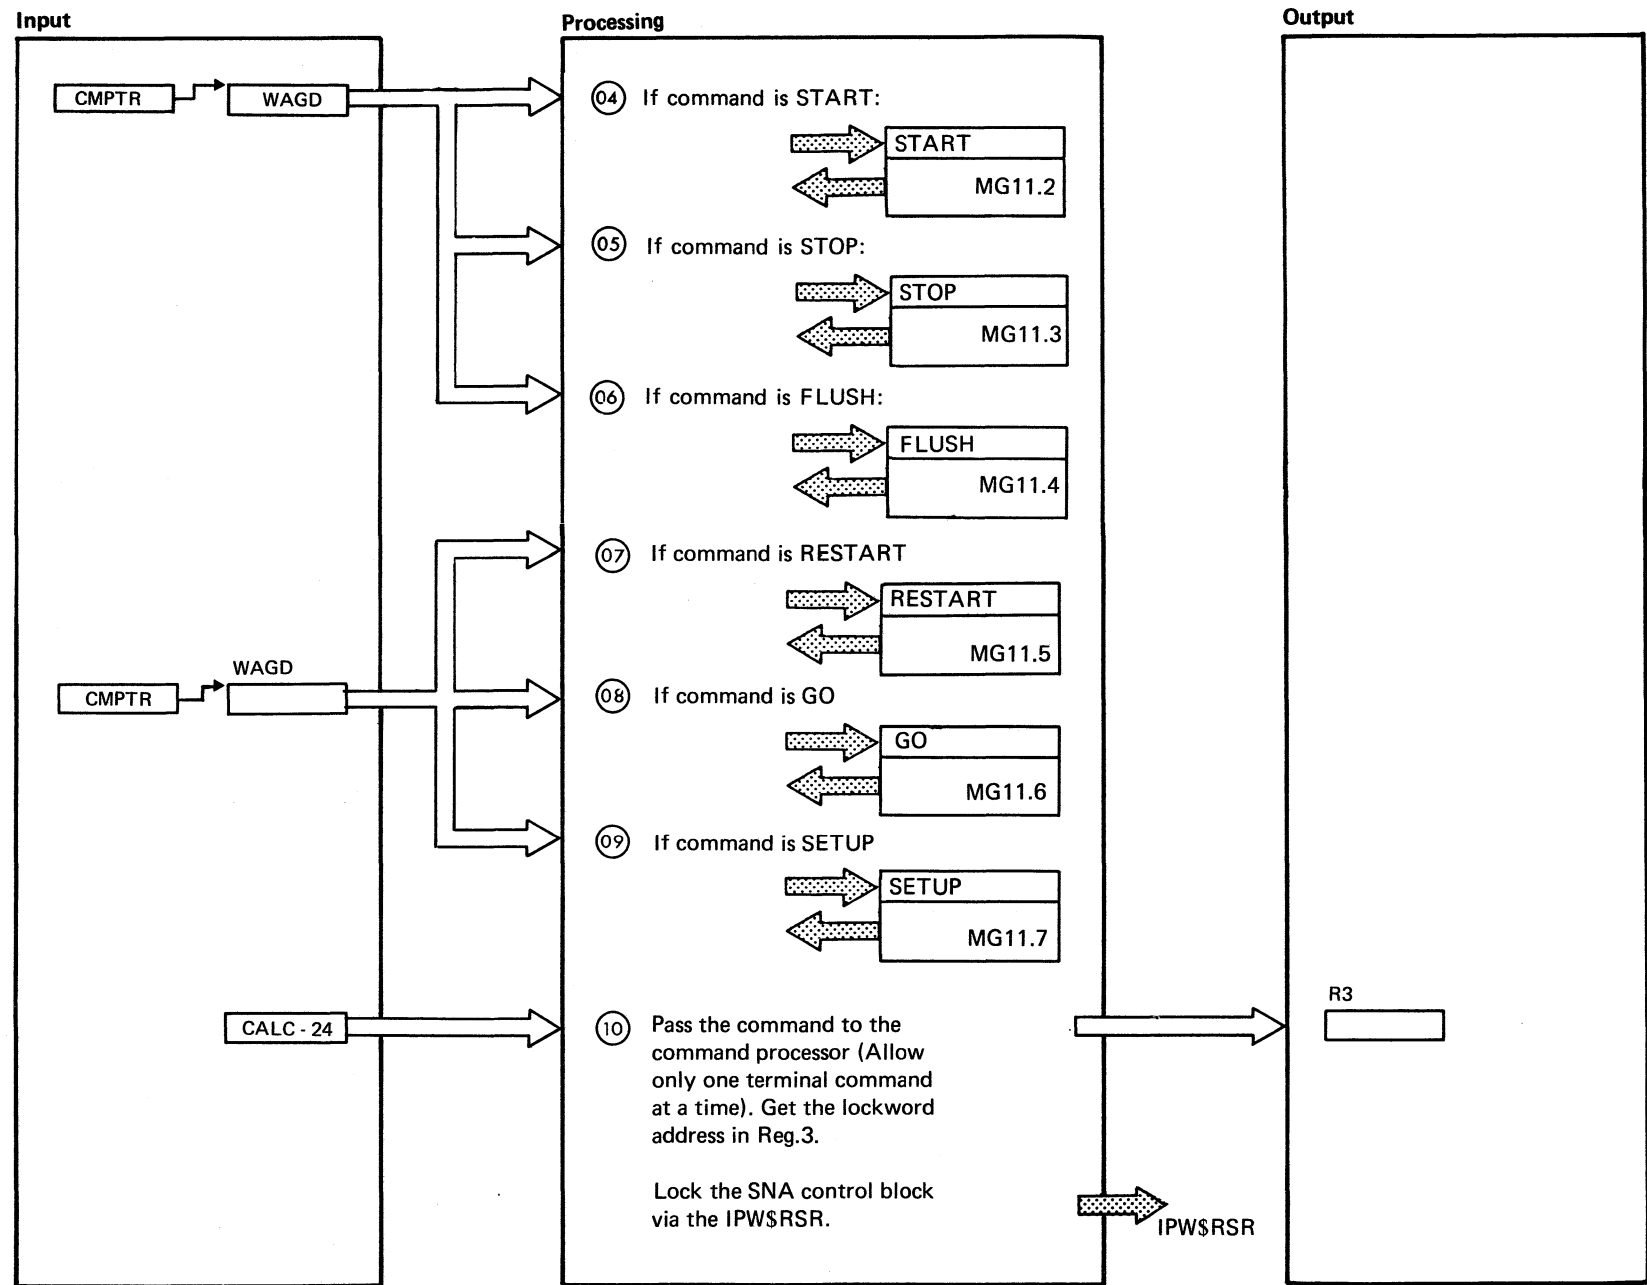 Input
Processing
Output
CMPTR
WAGD
04 If command is START:
START
MG11.2
05 If command is STOP:
STOP
MG11.3
06 If command is FLUSH:
FLUSH
MG11.4
07 If command is RESTART
RESTART
MG11.5
WAGD
CMPTR
08 If command is GO
GO
MG11.6
09 If command is SETUP
SETUP
MG11.7
CALC - 24
10 Pass the command to the
command processor (Allow
only one terminal command
at a time). Get the lockword
address in Reg.3.
R3
Lock the SNA control block
via the IPW$RSR.
IPW$RSR